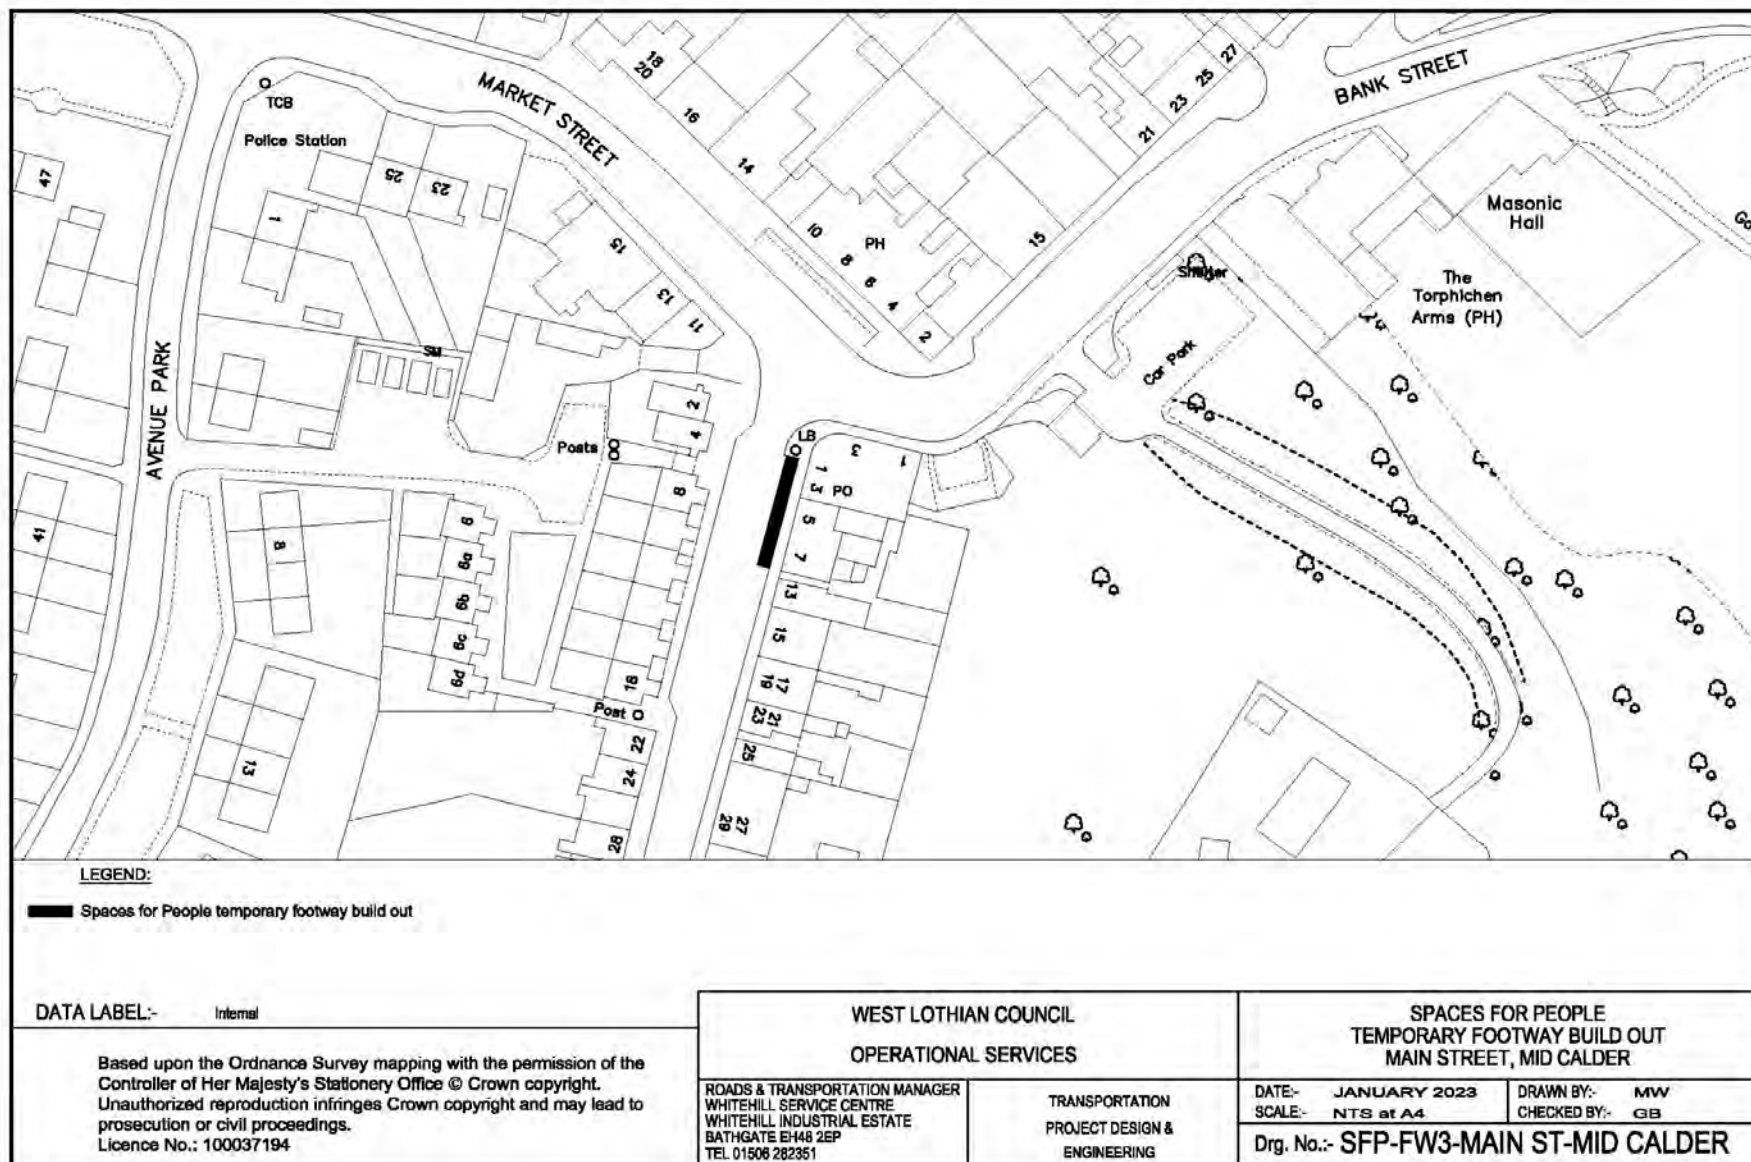 MARKET STREET
BANK STREET
AVENUE PARK
TCB
Police Station
47
25
23
1
18
20
16
14
10
8
6
4
2
PH
15
21
23
25
27
15
13
11
Masonic
Hall
The
Torphichen
Arms (PH)
Car Park
Posts
2
4
8
LB
3
1
1
3
PO
5
7
13
15
17
19
21
23
25
27
29
41
8
6
6a
6b
6c
6d
18
Post
22
24
28
13
LEGEND:
Spaces for People temporary footway build out
DATA LABEL:- Internal
Based upon the Ordnance Survey mapping with the permission of the
Controller of Her Majesty's Stationery Office © Crown copyright.
Unauthorized reproduction infringes Crown copyright and may lead to
prosecution or civil proceedings.
Licence No.: 100037194
WEST LOTHIAN COUNCIL
OPERATIONAL SERVICES
ROADS & TRANSPORTATION MANAGER
WHITEHILL SERVICE CENTRE
WHITEHILL INDUSTRIAL ESTATE
BATHGATE EH48 2EP
TEL 01506 282351
TRANSPORTATION
PROJECT DESIGN &
ENGINEERING
SPACES FOR PEOPLE
TEMPORARY FOOTWAY BUILD OUT
MAIN STREET, MID CALDER
DATE:- JANUARY 2023
SCALE:- NTS at A4
DRAWN BY:- MW
CHECKED BY:- GB
Drg. No.:- SFP-FW3-MAIN ST-MID CALDER